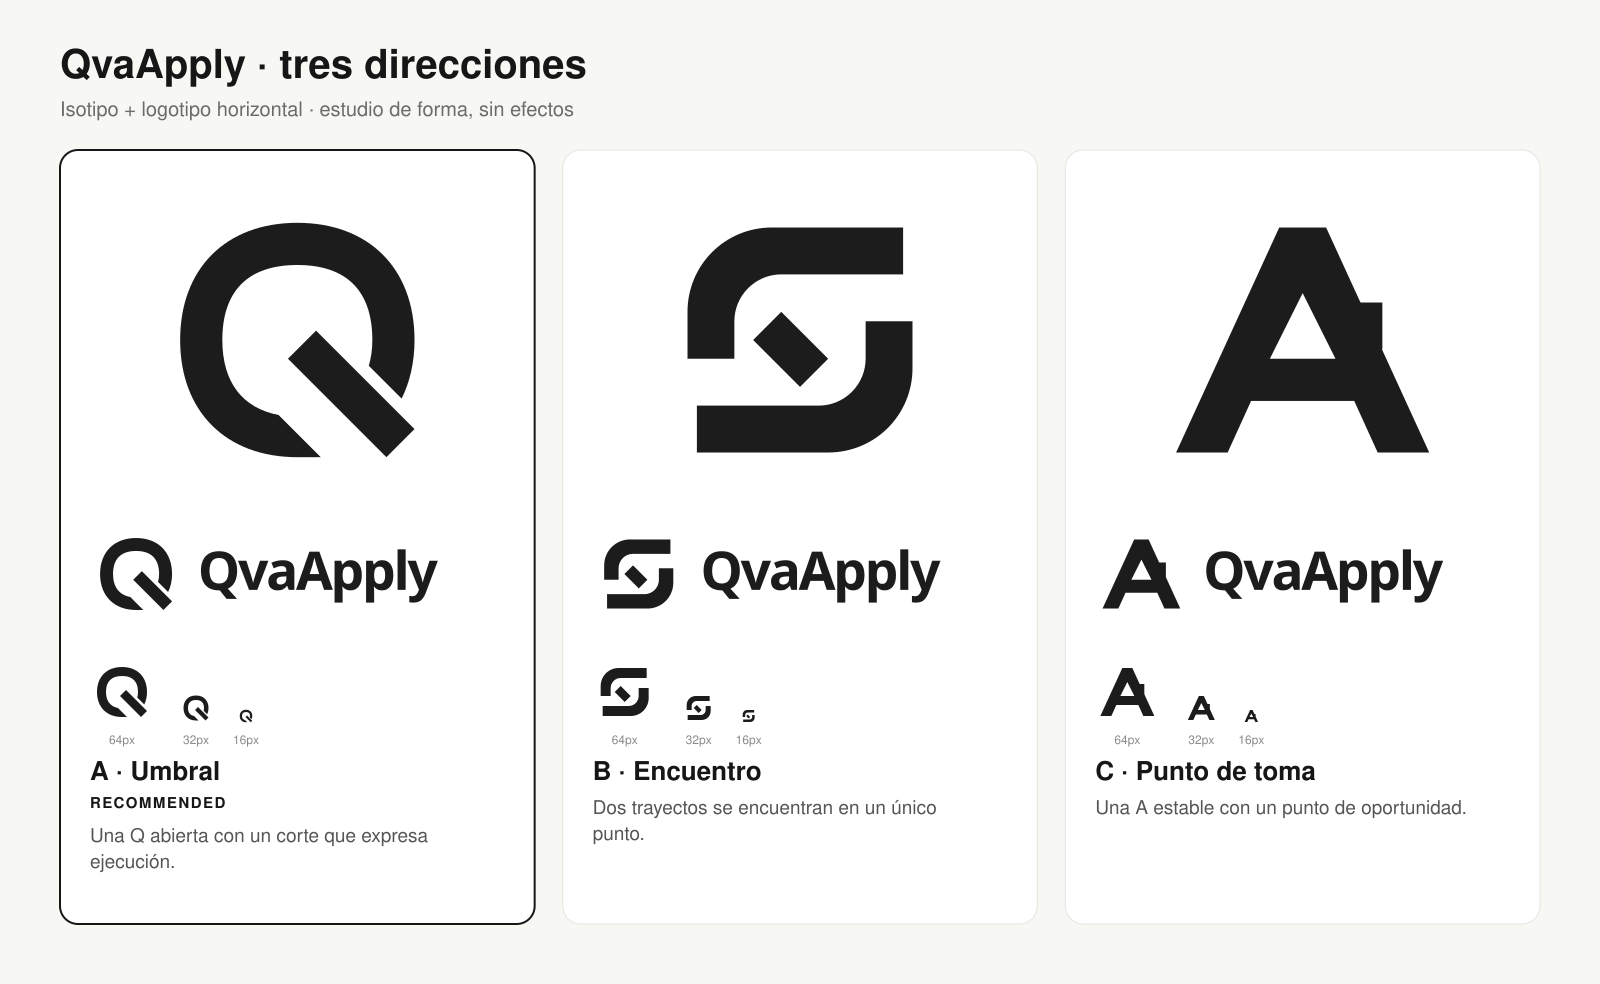 QvaApply · tres direcciones
Isotipo + logotipo horizontal · estudio de forma, sin efectos
QvaApply
64px 32px 16px
A · Umbral
RECOMMENDED
Una Q abierta con un corte que expresa
ejecución.
QvaApply
64px 32px 16px
B · Encuentro
Dos trayectos se encuentran en un único
punto.
QvaApply
64px 32px 16px
C · Punto de toma
Una A estable con un punto de oportunidad.